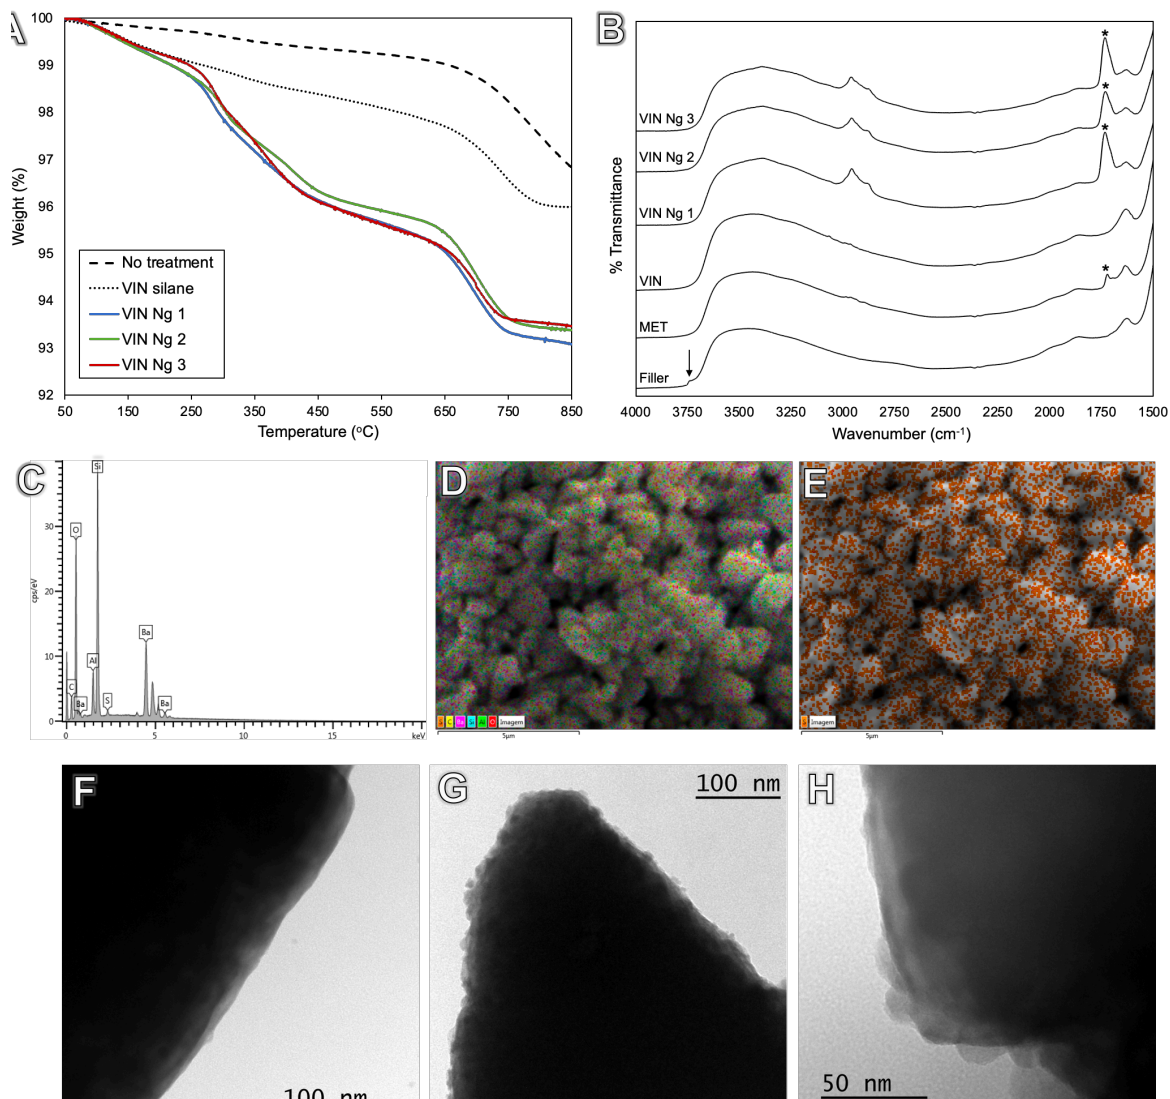 A
100
99
98
97
96
95
94
93
92
Weight (%)
No treatment
VIN silane
VIN Ng 1
VIN Ng 2
VIN Ng 3
50 150 250 350 450 550 650 750 850
Temperature (oC)
B
% Transmittance
*
*
*
*
VIN Ng 3
VIN Ng 2
VIN Ng 1
VIN
MET
Filler
4000 3750 3500 3250 3000 2750 2500 2250 2000 1750 1500
Wavenumber (cm-1)
C
cps/eV
30
20
10
0
Si
O
Ba
Al
C
Ba
S
Ba
0 5 10 15 keV
D
C Ba Si Al O Imagem
5µm
E
Imagem
5µm
F
100 nm
G
100 nm
H
50 nm